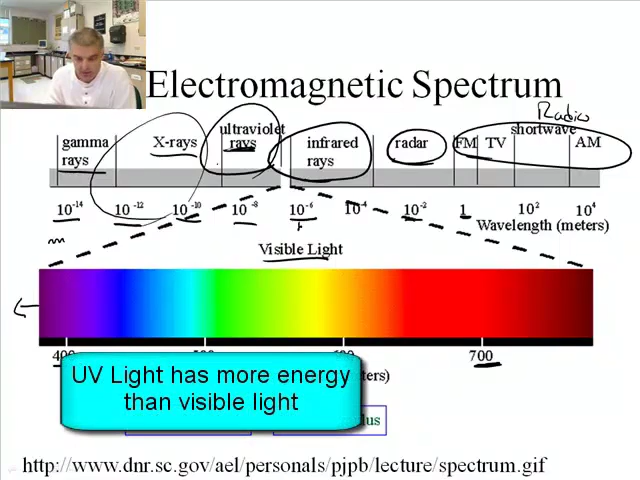 Electromagnetic Spectrum
Radio
gamma rays
X-rays
ultraviolet rays
infrared rays
radar
FM
TV
shortwave
AM
10-14
10-12
10-10
10-8
10-6
10-4
10-2
1
102
104
Wavelength (meters)
m
Visible Light
400
700
UV Light has more energy
than visible light
http://www.dnr.sc.gov/ael/personals/pjpb/lecture/spectrum.gif